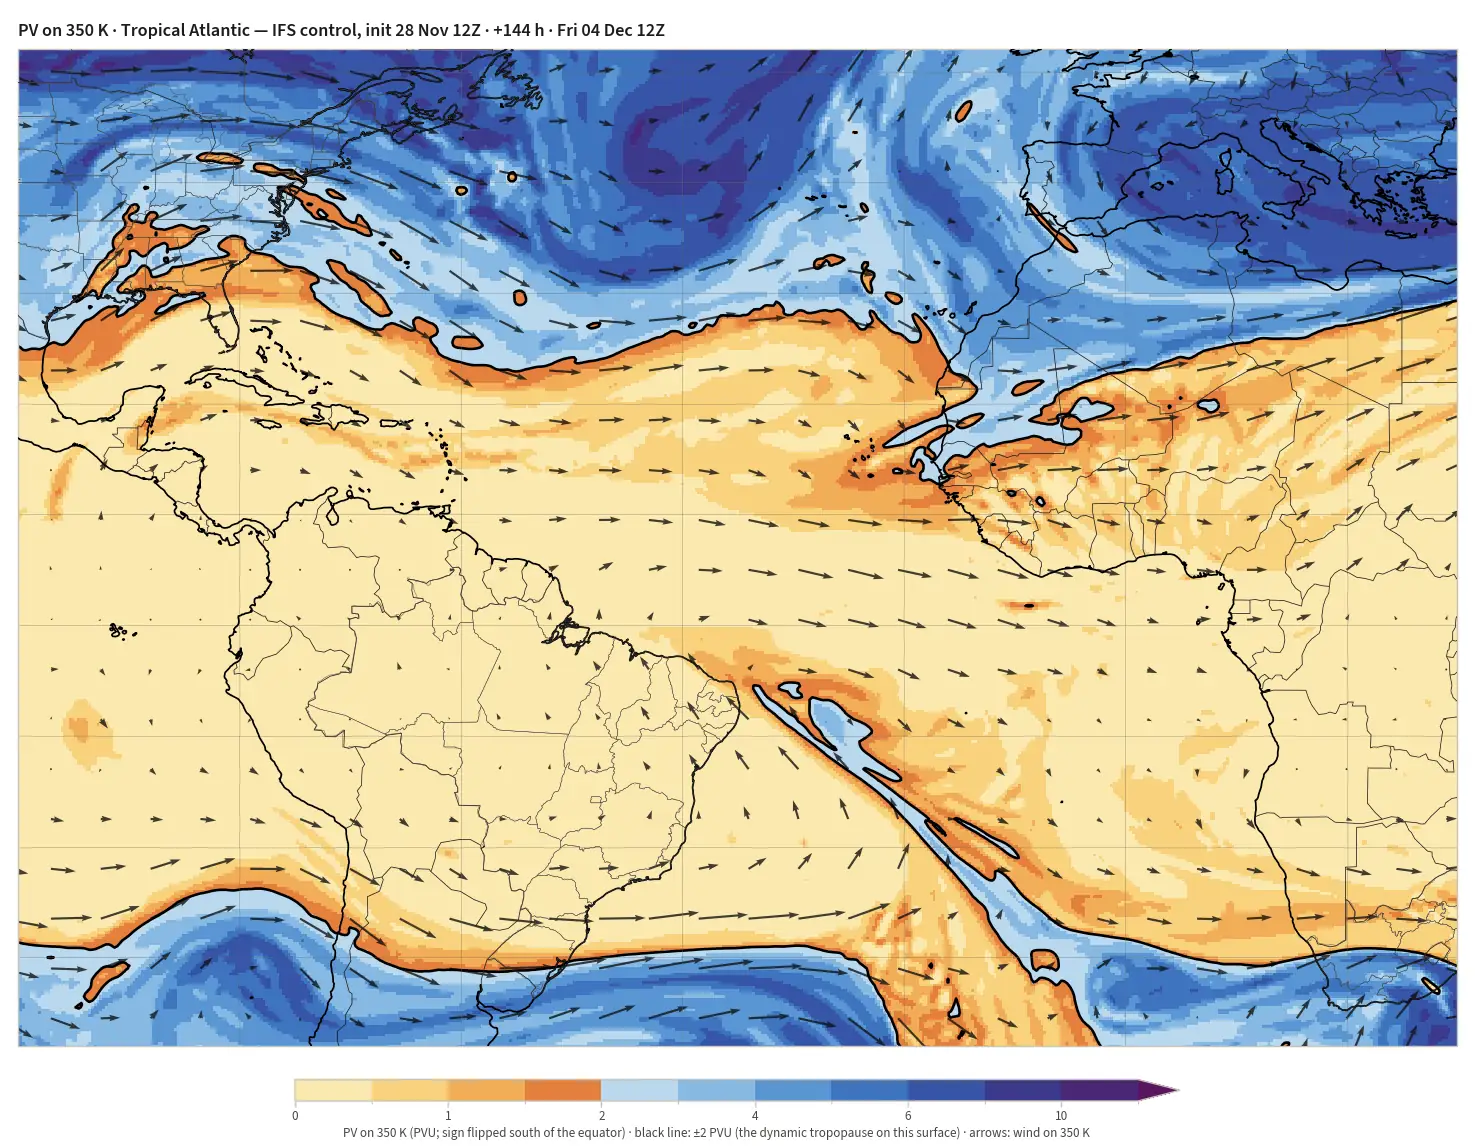 PV on 350 K · Tropical Atlantic — IFS control, init 28 Nov 12Z · +144 h · Fri 04 Dec 12Z
0 1 2 4 6 10
PV on 350 K (PVU; sign flipped south of the equator) · black line: ±2 PVU (the dynamic tropopause on this surface) · arrows: wind on 350 K